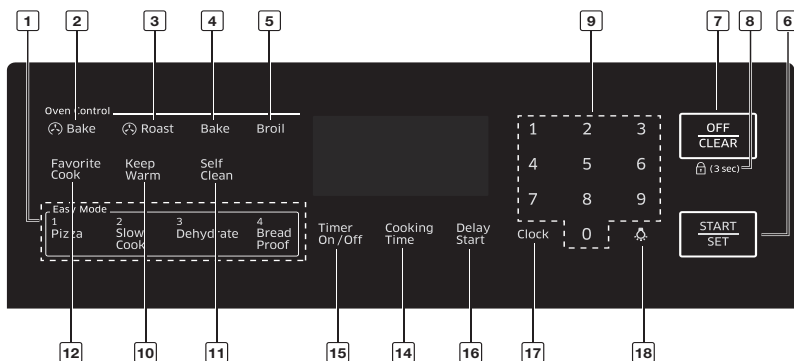 1 2 3 4 5 9 7 8 6
Oven Control
Bake Roast Bake Broil
1 2 3
OFF
CLEAR
(3 sec)
Favorite
Cook
Keep
Warm
Self
Clean
4 5 6
7 8 9
Easy Mode
1
Pizza
2
Slow
Cook
3
Dehydrate
4
Bread
Proof
Timer
On/Off
Cooking
Time
Delay
Start
Clock
0
START
SET
12 10 11 15 14 16 17 18